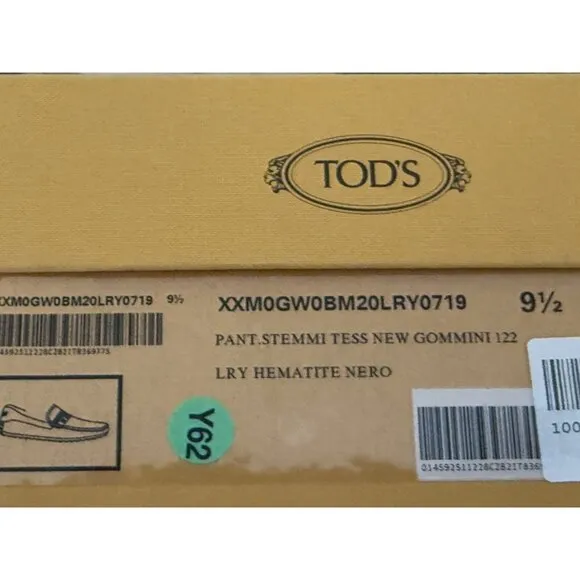 TOD'S
XXM0GW0BM20LRY0719 9½
XXM0GW0BM20LRY0719 9½
PANT.STEMMI TESS NEW GOMMINI 122
LRY HEMATITE NERO
Y62
100